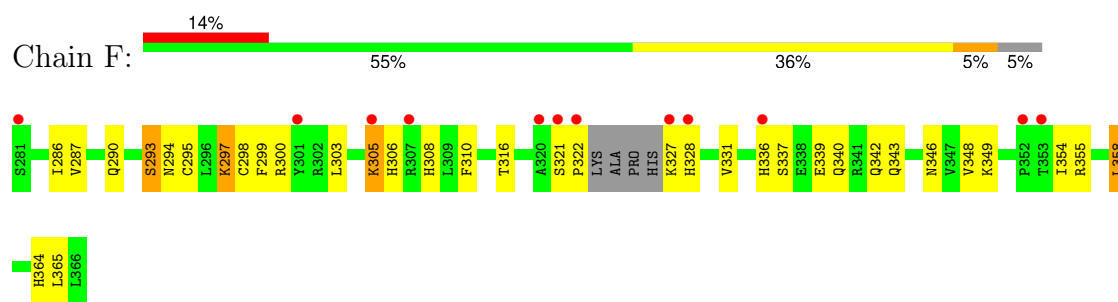 14%
Chain F:
55% 36% 5% 5%
S281 I286 V287 Q290 S293 N294 C295 L296 K297 C298 F299 R300 Y301 R302 L303 K305 H306 R307 H308 L309 F310 T316 A320 S321 P322 LYS ALA PRO HIS K327 H328 V331 H336 S337 E338 E339 Q340 R341 Q342 Q343 N346 V347 V348 K349 P352 T353 I354 R355 L358
H364 L365 L366